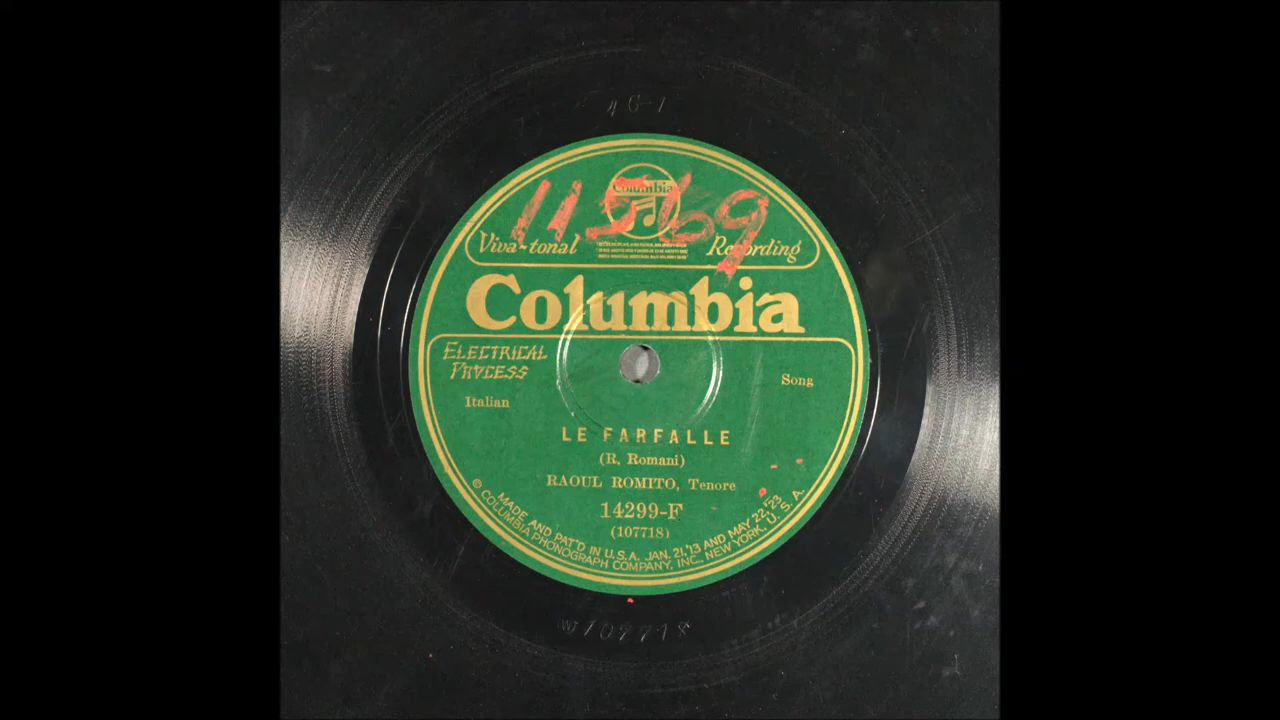 4G-1
11569
Columbia
Viva-tonal Recording
Columbia
ELECTRICAL
PROCESS
Song
Italian
LE FARFALLE
(R. Romani)
RAOUL ROMITO, Tenore
14299-F
(107718)
MADE AND PAT'D IN U.S.A. JAN. 21,'13 AND MAY 22,'23
© COLUMBIA PHONOGRAPH COMPANY, INC., NEW YORK, U.S.A.
W107718